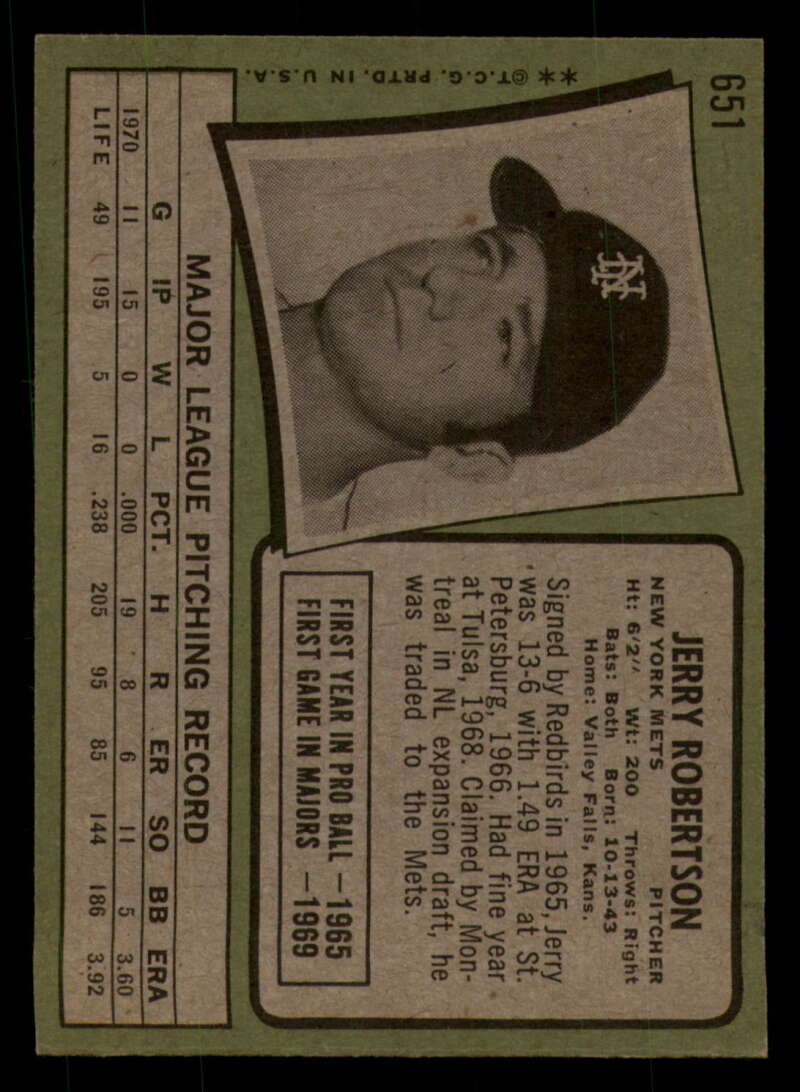 651
**©T.C.G. PRTD. IN U.S.A.
NY
JERRY ROBERTSON
NEW YORK METS PITCHER
Ht: 6'2" Wt: 200 Throws: Right
Bats: Both Born: 10-13-43
Home: Valley Falls, Kans.
Signed by Redbirds in 1965, Jerry
was 13-6 with 1.49 ERA at St.
Petersburg, 1966. Had fine year
at Tulsa, 1968. Claimed by Mon-
treal in NL expansion draft, he
was traded to the Mets.
FIRST YEAR IN PRO BALL —1965
FIRST GAME IN MAJORS —1969
MAJOR LEAGUE PITCHING RECORD
G IP W L PCT. H R ER SO BB ERA
1970 11 15 0 0 .000 19 8 6 11 5 3.60
LIFE 49 195 5 16 .238 205 95 85 144 186 3.92